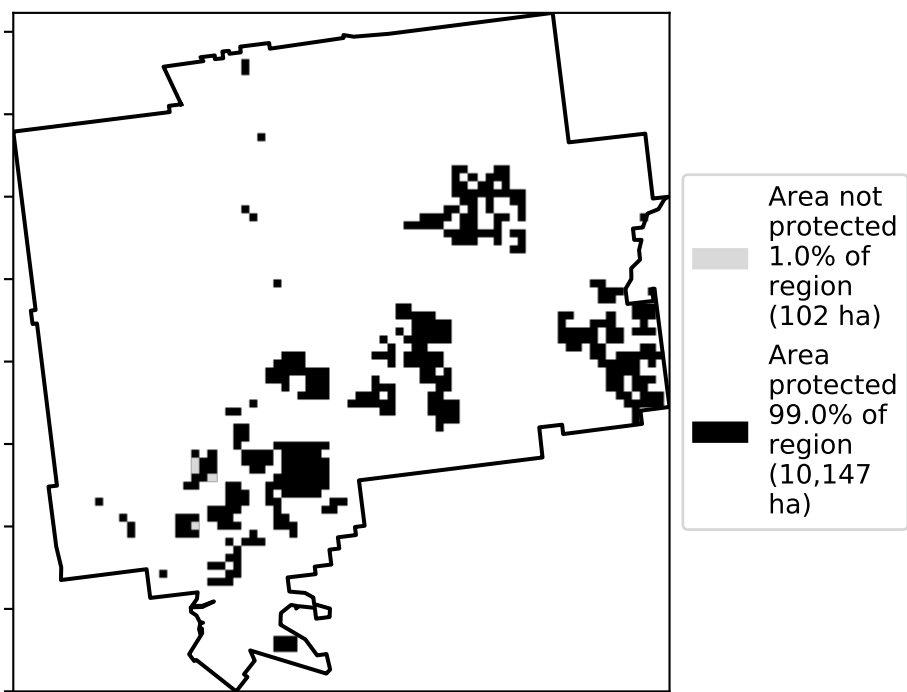 Area not
protected
1.0% of
region
(102 ha)
Area
protected
99.0% of
region
(10,147
ha)